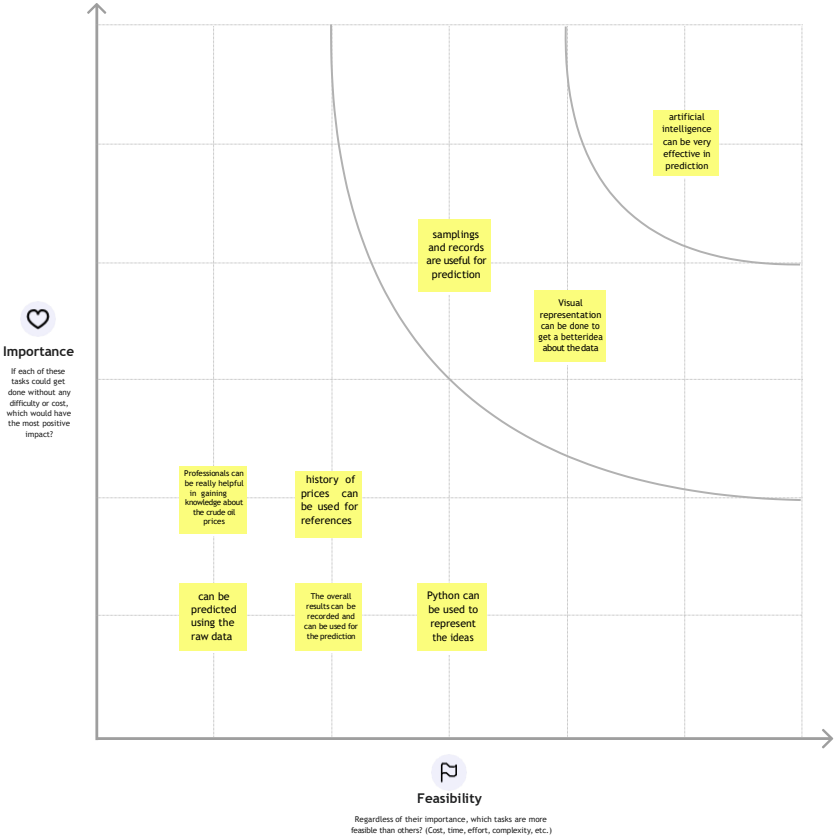 artificial
intelligence
can be very
effective in
prediction
samplings
and records
are useful for
prediction
Visual
representation
can be done to
get a betteridea
about thedata
Importance
If each of these
tasks could get
done without any
difficulty or cost,
which would have
the most positive
impact?
Professionals can
be really helpful
in gaining
knowledge about
the crude oil
prices
history of
prices can
be used for
references
can be
predicted
using the
raw data
The overall
results can be
recorded and
can be used for
the prediction
Python can
be used to
represent
the ideas
Feasibility
Regardless of their importance, which tasks are more
feasible than others? (Cost, time, effort, complexity, etc.)